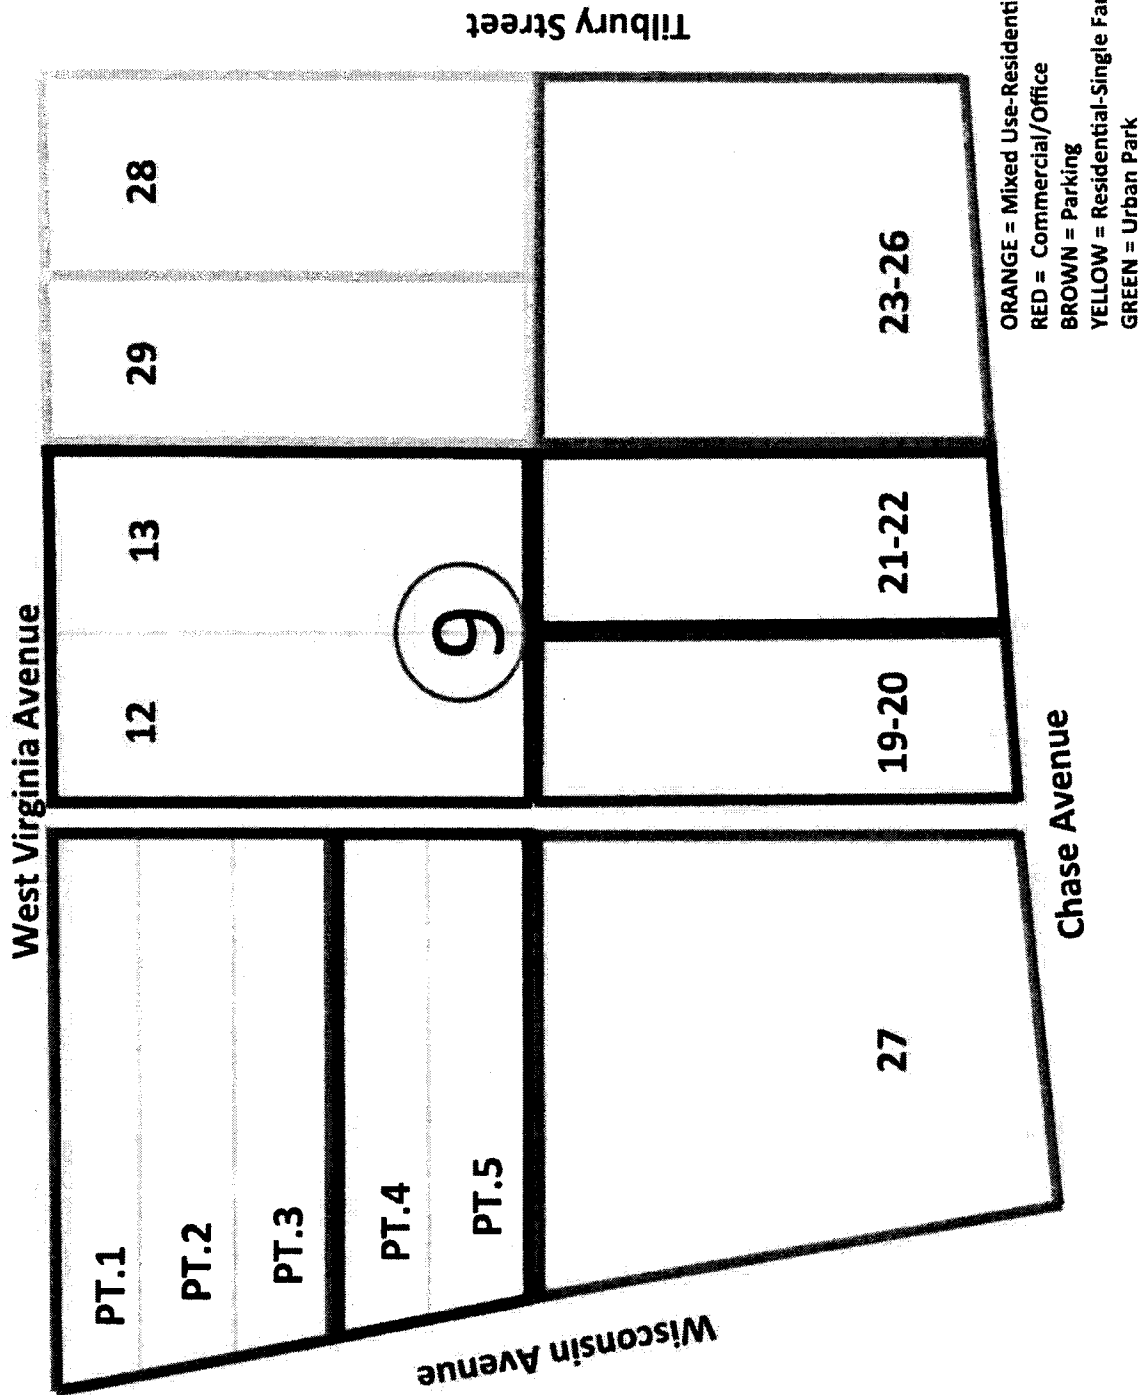 West Virginia Avenue
PT.1
PT.2
PT.3
PT.4
PT.5
12
13
29
28
9
Wisconsin Avenue
Tilbury Street
27
19-20
21-22
23-26
Chase Avenue
ORANGE = Mixed Use-Residenti
RED = Commercial/Office
BROWN = Parking
YELLOW = Residential-Single
GREEN = Urban Park